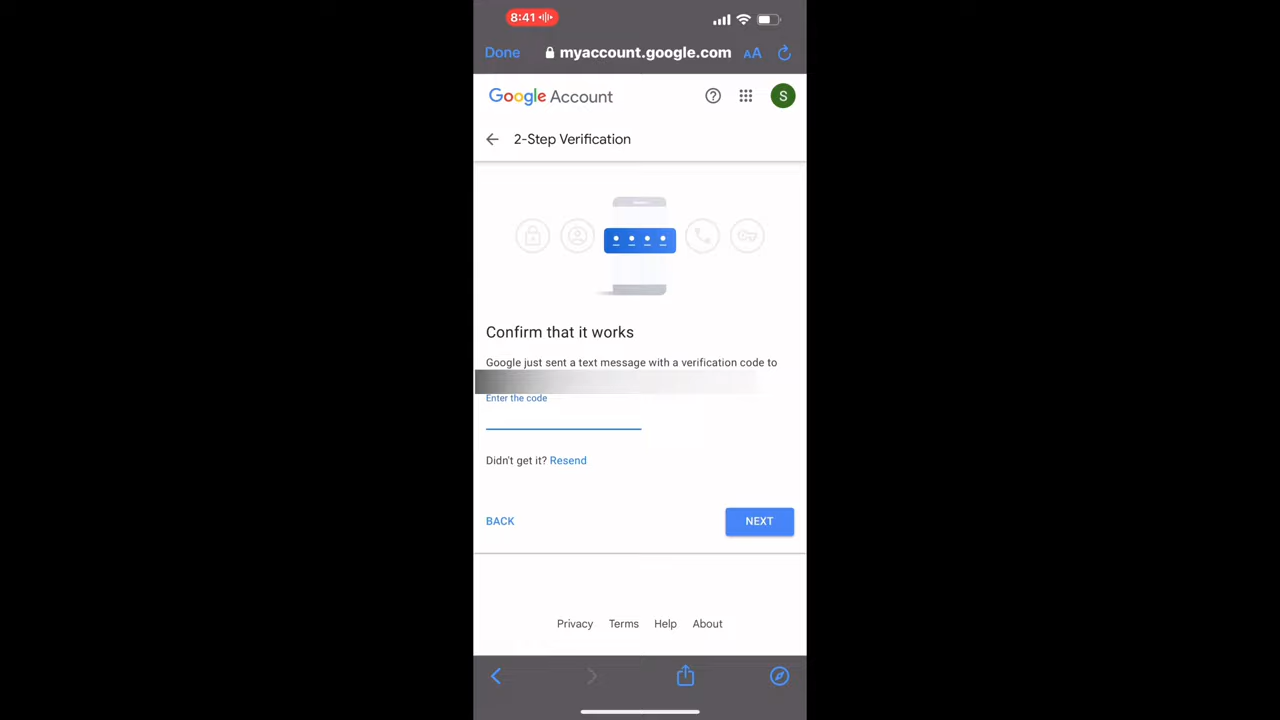 8:41
Done myaccount.google.com AA
Google Account S
2-Step Verification
Confirm that it works
Google just sent a text message with a verification code to
Enter the code
Didn't get it? Resend
BACK NEXT
Privacy Terms Help About